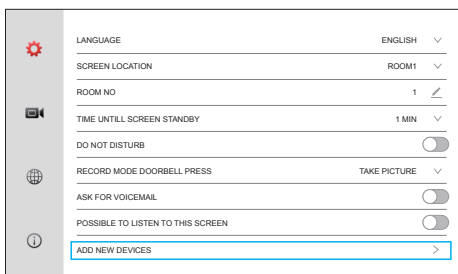 LANGUAGE ENGLISH
SCREEN LOCATION ROOM1
ROOM NO 1
TIME UNTILL SCREEN STANDBY 1 MIN
DO NOT DISTURB
RECORD MODE DOORBELL PRESS TAKE PICTURE
ASK FOR VOICEMAIL
POSSIBLE TO LISTEN TO THIS SCREEN
ADD NEW DEVICES